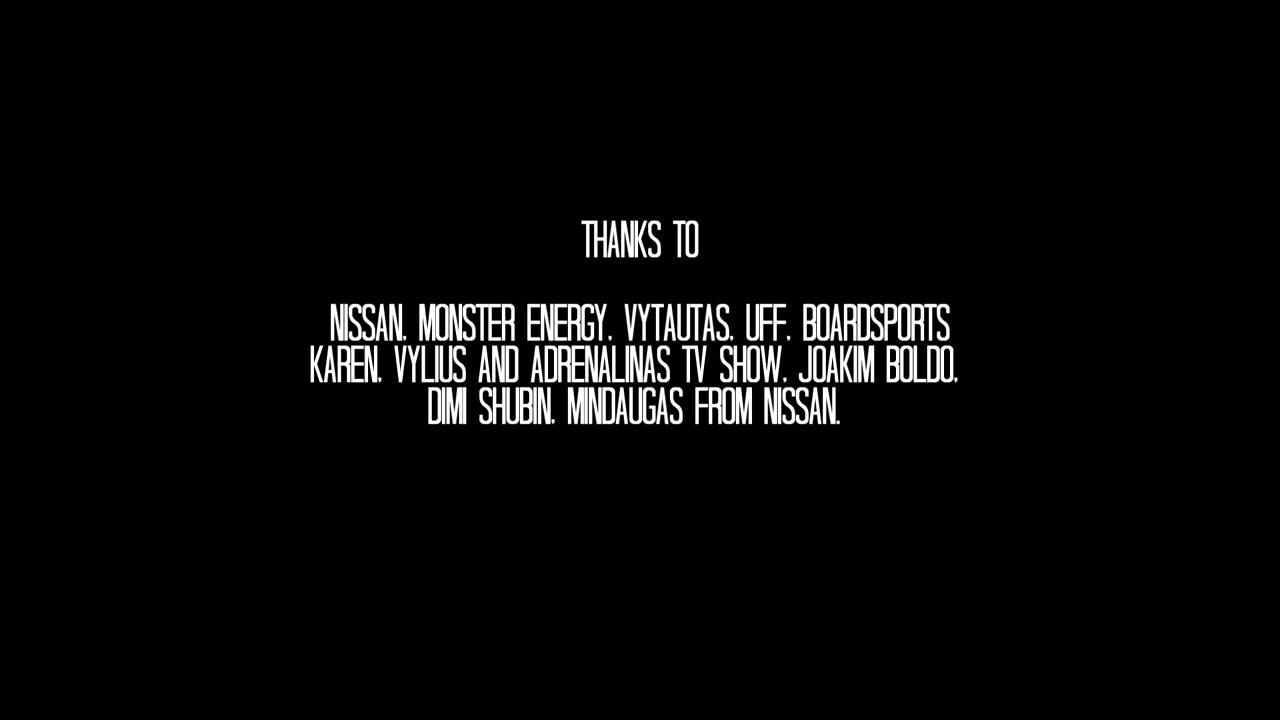 THANKS TO
NISSAN, MONSTER ENERGY, VYTAUTAS, UFF, BOARDSPORTS
KAREN, VYLIUS AND ADRENALINAS TV SHOW, JOAKIM BOLDO,
DIMI SHUBIN, MINDAUGAS FROM NISSAN.